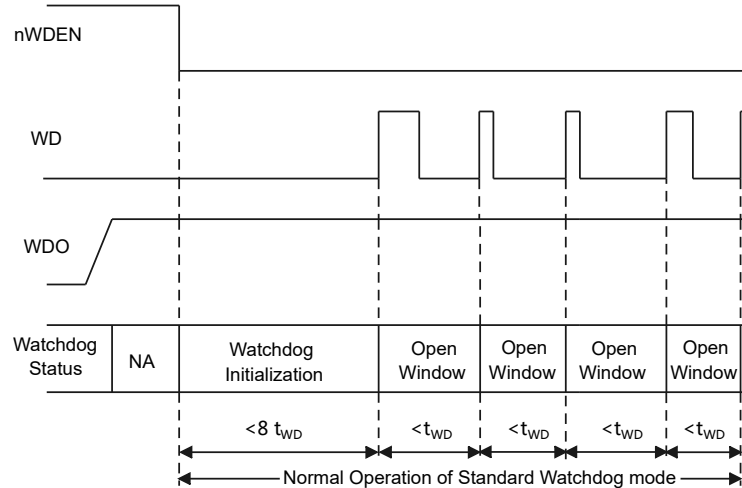 nWDEN
WD
WDO
Watchdog
Status
NA
Watchdog
Initialization
Open
Window
Open
Window
Open
Window
Open
Window
<8 tWD
<tWD
<tWD
<tWD
<tWD
Normal Operation of Standard Watchdog mode